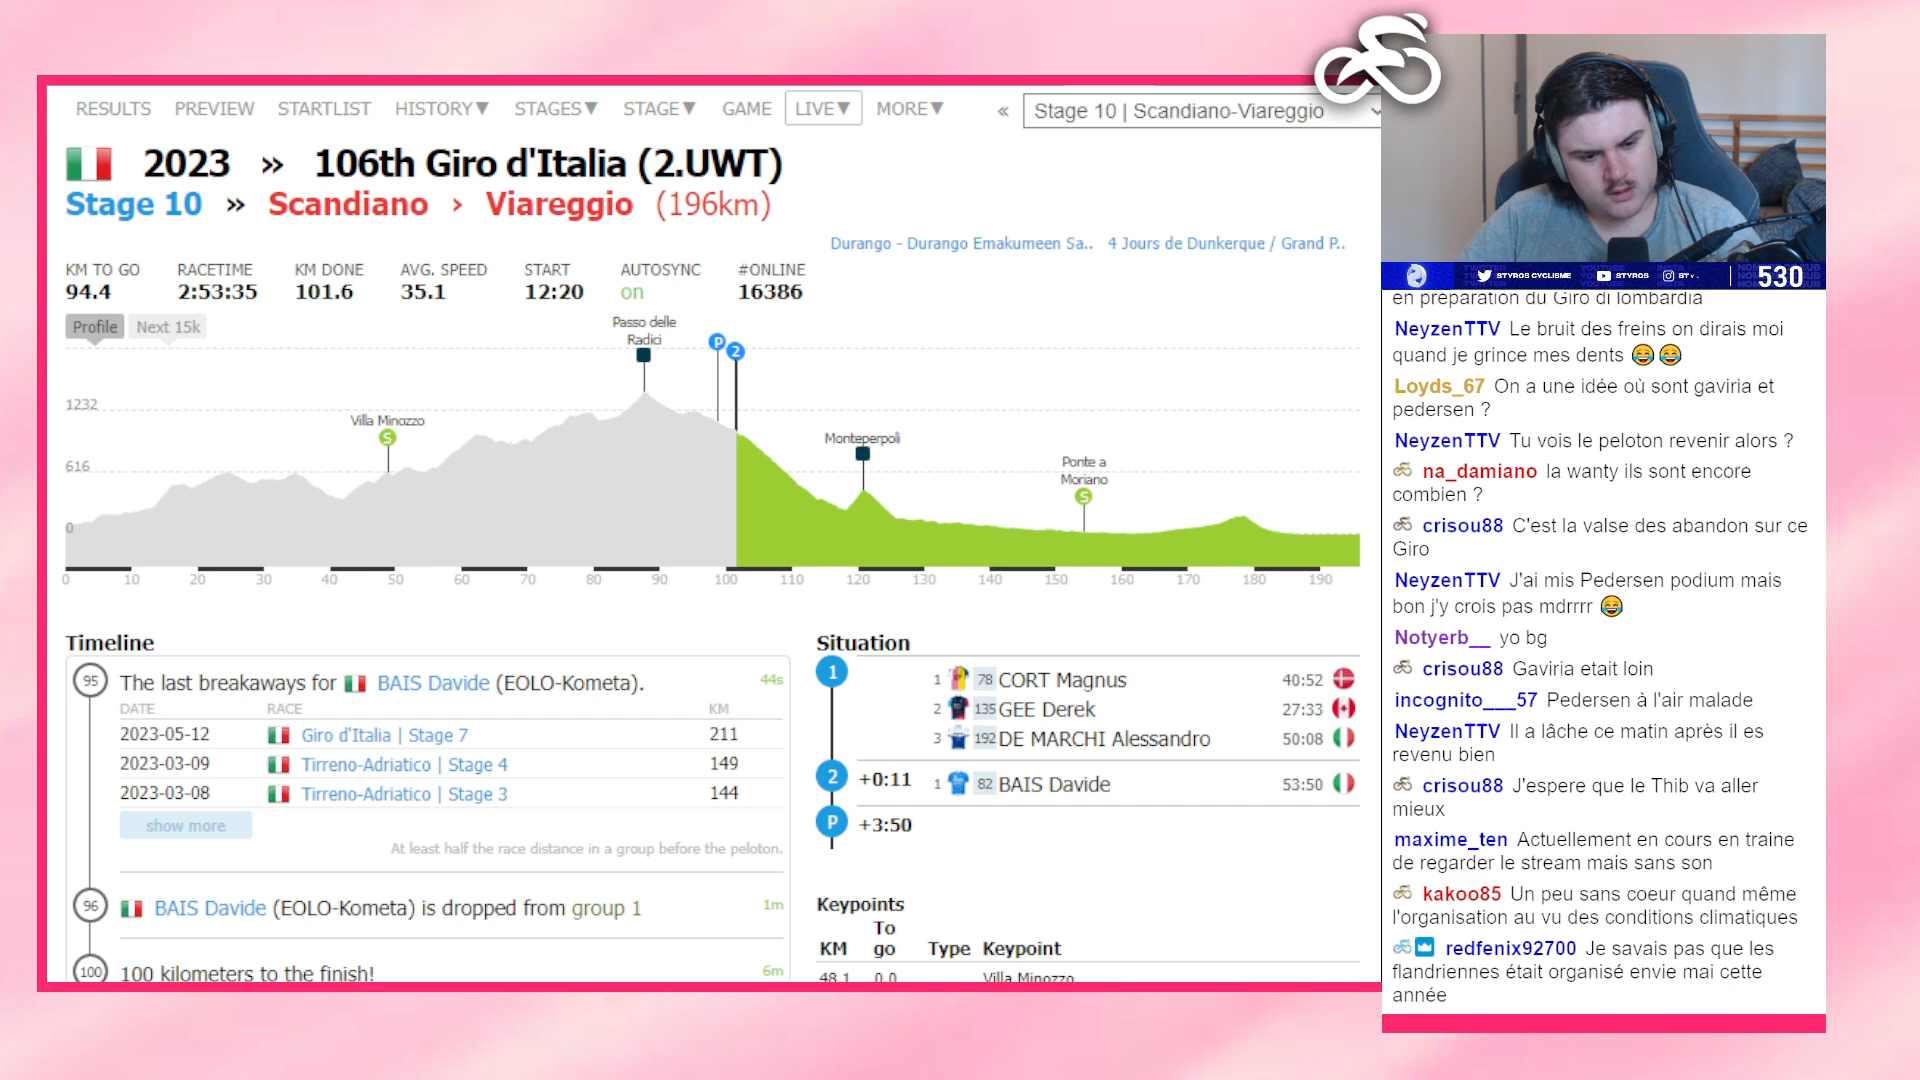 RESULTS PREVIEW STARTLIST HISTORY▼ STAGES▼ STAGE▼ GAME LIVE▼ MORE▼ « Stage 10 | Scandiano-Viareggio
2023 » 106th Giro d'Italia (2.UWT)
Stage 10 » Scandiano › Viareggio (196km)
Durango - Durango Emakumeen Sa.. 4 Jours de Dunkerque / Grand P..
KM TO GO RACETIME KM DONE AVG. SPEED START AUTOSYNC #ONLINE
94.4 2:53:35 101.6 35.1 12:20 on 16386
Profile Next 15k
Passo delle
Radici
P
2
1232
Villa Minozzo
S
Monteperpoli
616
Ponte a
Moriano
S
0
0 10 20 30 40 50 60 70 80 90 100 110 120 130 140 150 160 170 180 190
Timeline
95 The last breakaways for BAIS Davide (EOLO-Kometa). 44s
DATE RACE KM
2023-05-12 Giro d'Italia | Stage 7 211
2023-03-09 Tirreno-Adriatico | Stage 4 149
2023-03-08 Tirreno-Adriatico | Stage 3 144
show more
At least half the race distance in a group before the peloton.
96 BAIS Davide (EOLO-Kometa) is dropped from group 1 1m
100 100 kilometers to the finish! 6m
Situation
1 1 78 CORT Magnus 40:52
2 135 GEE Derek 27:33
3 192 DE MARCHI Alessandro 50:08
2 +0:11 1 82 BAIS Davide 53:50
P +3:50
Keypoints
KM To go Type Keypoint
48.1 0.0 Villa Minozzo
STYROS CYCLISME STYROS 530
en préparation du Giro di lombardia
NeyzenTTV Le bruit des freins on dirais moi
quand je grince mes dents 😂 😂
Loyds_67 On a une idée où sont gaviria et
pedersen ?
NeyzenTTV Tu vois le peloton revenir alors ?
na_damiano la wanty ils sont encore
combien ?
crisou88 C'est la valse des abandon sur ce
Giro
NeyzenTTV J'ai mis Pedersen podium mais
bon j'y crois pas mdrrrr 😂
Notyerb__ yo bg
crisou88 Gaviria etait loin
incognito___57 Pedersen à l'air malade
NeyzenTTV Il a lâche ce matin après il es
revenu bien
crisou88 J'espere que le Thib va aller
mieux
maxime_ten Actuellement en cours en traine
de regarder le stream mais sans son
kakoo85 Un peu sans coeur quand même
l'organisation au vu des conditions climatiques
redfenix92700 Je savais pas que les
flandriennes était organisé envie mai cette
année